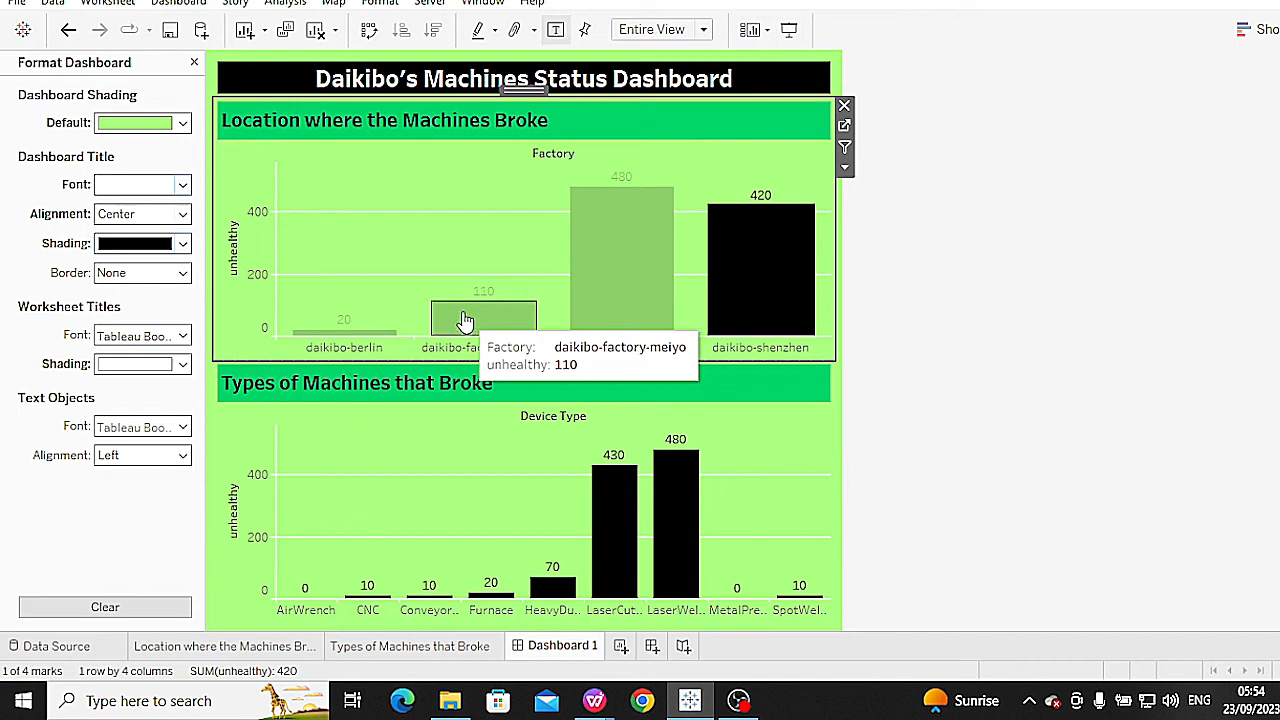 File Data Worksheet Dashboard Story Analysis Map Format Server Window Help
Entire View
Sho
Format Dashboard
Dashboard Shading
Default:
Dashboard Title
Font:
Alignment: Center
Shading:
Border: None
Worksheet Titles
Font: Tableau Boo..
Shading:
Text Objects
Font: Tableau Boo..
Alignment: Left
Clear
Daikibo's Machines Status Dashboard
Location where the Machines Broke
Factory
unhealthy
400
200
0
20
110
480
420
daikibo-berlin
daikibo-fac
daikibo-shenzhen
Factory: daikibo-factory-meiyo
unhealthy: 110
Types of Machines that Broke
Device Type
unhealthy
400
200
0
0
10
10
20
70
430
480
0
10
AirWrench CNC Conveyor.. Furnace HeavyDu.. LaserCut.. LaserWel.. MetalPre.. SpotWel..
Data Source Location where the Machines Br... Types of Machines that Broke Dashboard 1
1 of 4 marks 1 row by 4 columns SUM(unhealthy): 420
Type here to search
Sunrise
ENG
05:54
23/09/2023